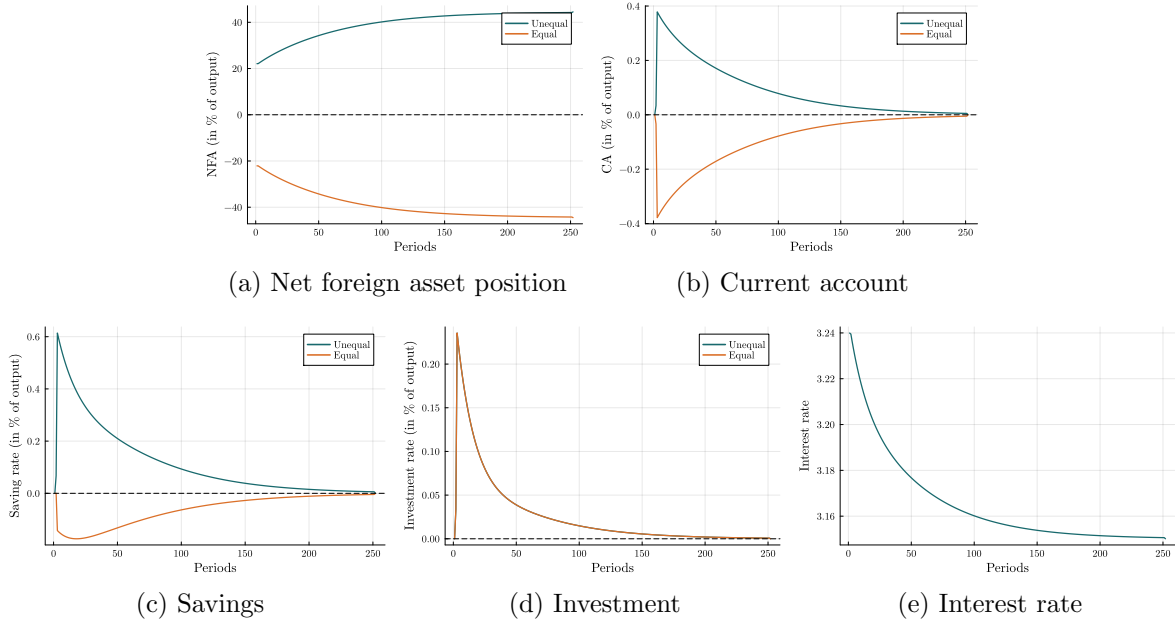 40
20
0
−20
−40
NFA (in % of output)
Unequal
Equal
0 50 100 150 200 250
Periods
(a) Net foreign asset position
0.4
0.2
0.0
−0.2
−0.4
CA (in % of output)
Unequal
Equal
0 50 100 150 200 250
Periods
(b) Current account
0.6
0.4
0.2
0.0
Saving rate (in % of output)
Unequal
Equal
0 50 100 150 200 250
Periods
(c) Savings
0.20
0.15
0.10
0.05
0.00
Investment rate (in % of output)
Unequal
Equal
0 50 100 150 200 250
Periods
(d) Investment
3.24
3.22
3.20
3.18
3.16
Interest rate
0 50 100 150 200 250
Periods
(e) Interest rate